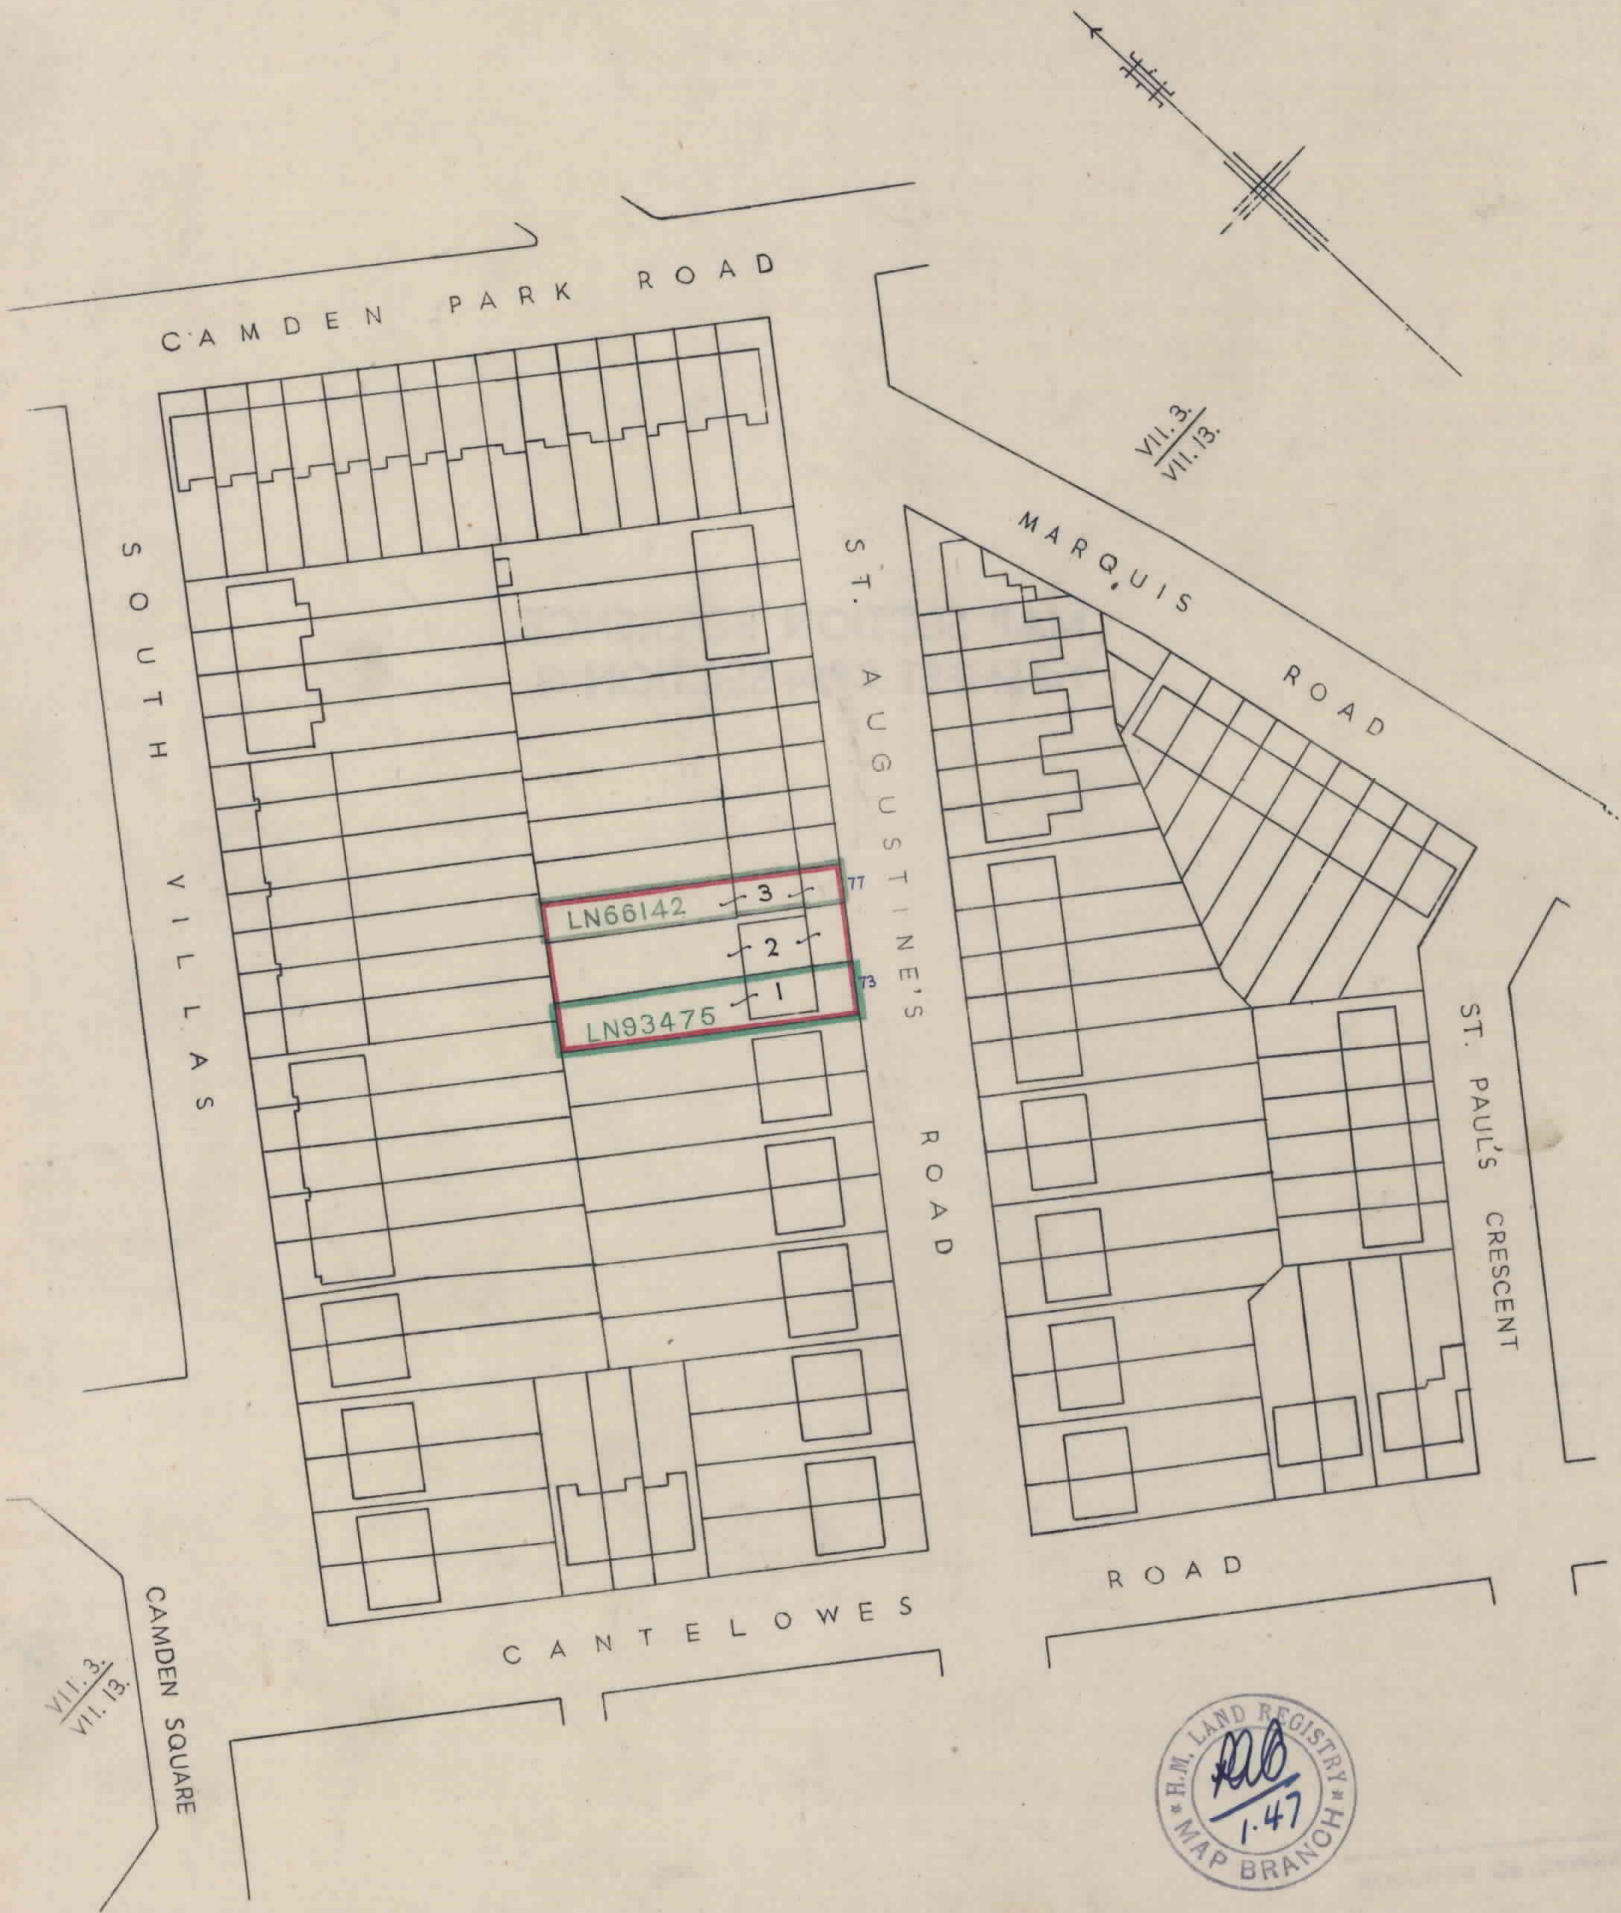 CAMDEN PARK ROAD
VII. 3.
VII. 13.
MARQUIS ROAD
SOUTH VILLAS
ST. AUGUSTINE'S ROAD
LN66142
3
77
2
1
73
LN93475
ST. PAUL'S CRESCENT
CANTELOWES ROAD
CAMDEN SQUARE
VII. 3.
VII. 13.
H.M. LAND REGISTRY
MAP BRANCH
1.47